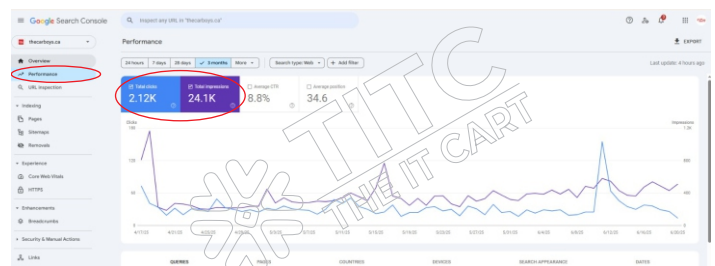 Google Search Console
Inspect any URL in "thecarboys.ca"
thecarboys.ca
Performance
EXPORT
24 hours 7 days 28 days 3 months More Search type: Web + Add filter
Last update: 4 hours ago
Overview
Performance
URL inspection
Indexing
Pages
Sitemaps
Removals
Experience
Core Web Vitals
HTTPS
Enhancements
Breadcrumbs
Security & Manual Actions
Links
Total clicks
2.12K
Total impressions
24.1K
Average CTR
8.8%
Average position
34.6
Clicks
Impressions
TITC
THE IT CART
QUERIES PAGES COUNTRIES DEVICES SEARCH APPEARANCE DATES